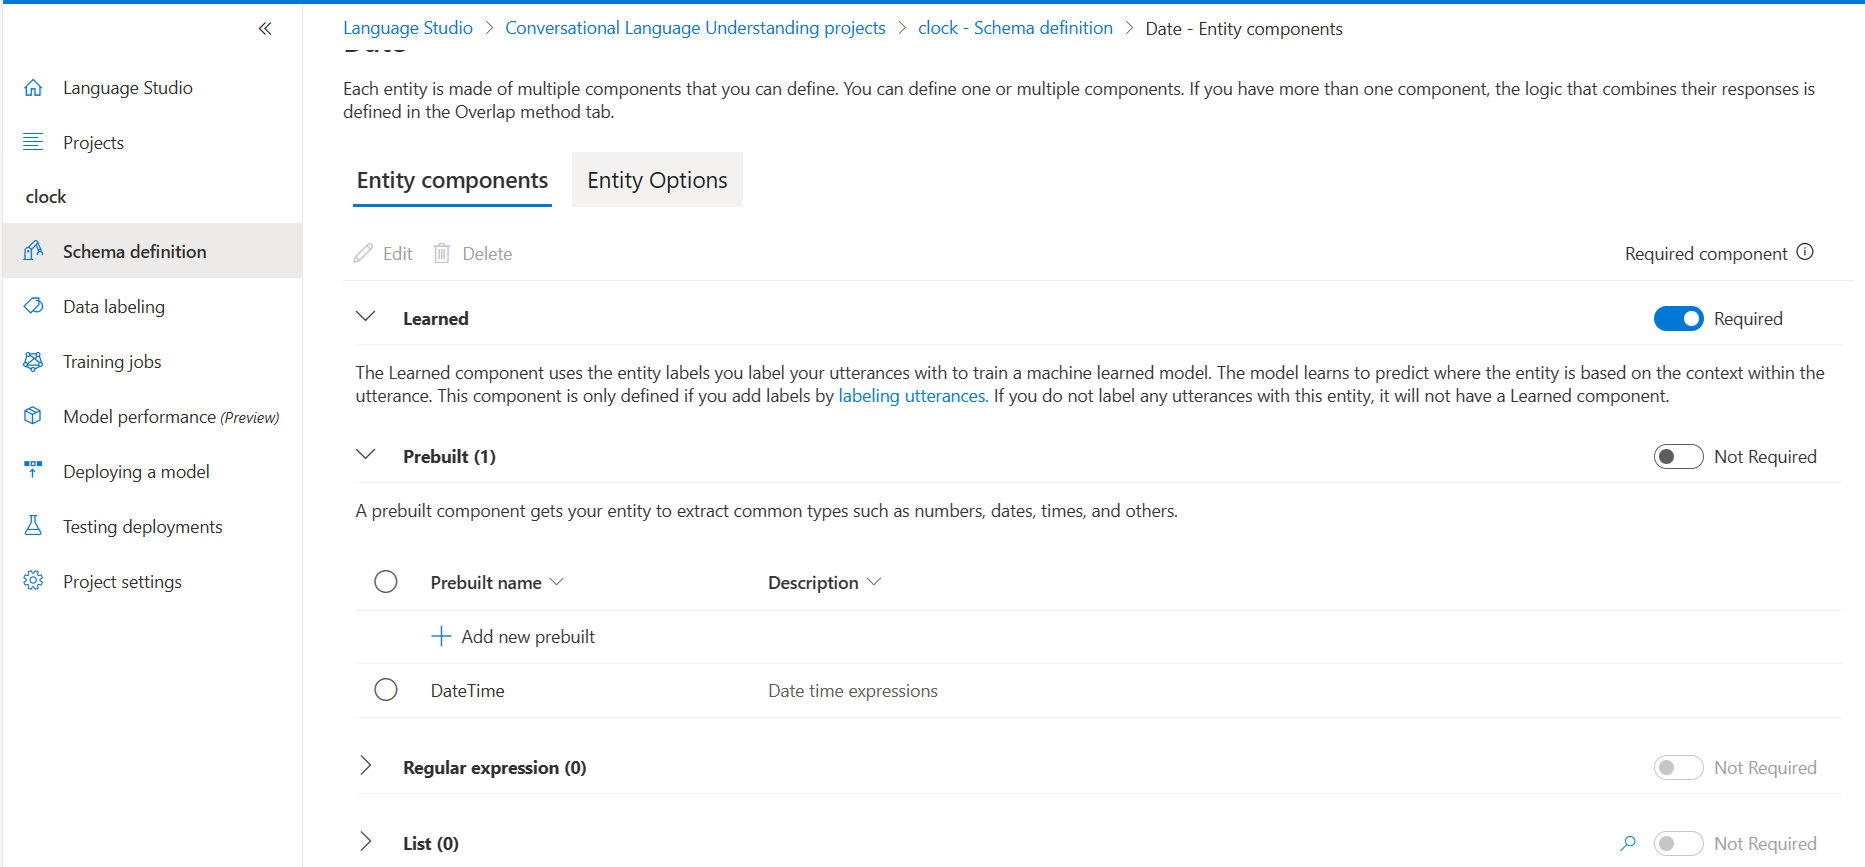 Language Studio > Conversational Language Understanding projects > clock - Schema definition > Date - Entity components
Language Studio
Projects
clock
Schema definition
Data labeling
Training jobs
Model performance (Preview)
Deploying a model
Testing deployments
Project settings
Each entity is made of multiple components that you can define. You can define one or multiple components. If you have more than one component, the logic that combines their responses is
defined in the Overlap method tab.
Entity components Entity Options
Edit Delete Required component
Learned Required
The Learned component uses the entity labels you label your utterances with to train a machine learned model. The model learns to predict where the entity is based on the context within the
utterance. This component is only defined if you add labels by labeling utterances. If you do not label any utterances with this entity, it will not have a Learned component.
Prebuilt (1) Not Required
A prebuilt component gets your entity to extract common types such as numbers, dates, times, and others.
Prebuilt name Description
Add new prebuilt
DateTime Date time expressions
Regular expression (0) Not Required
List (0) Not Required